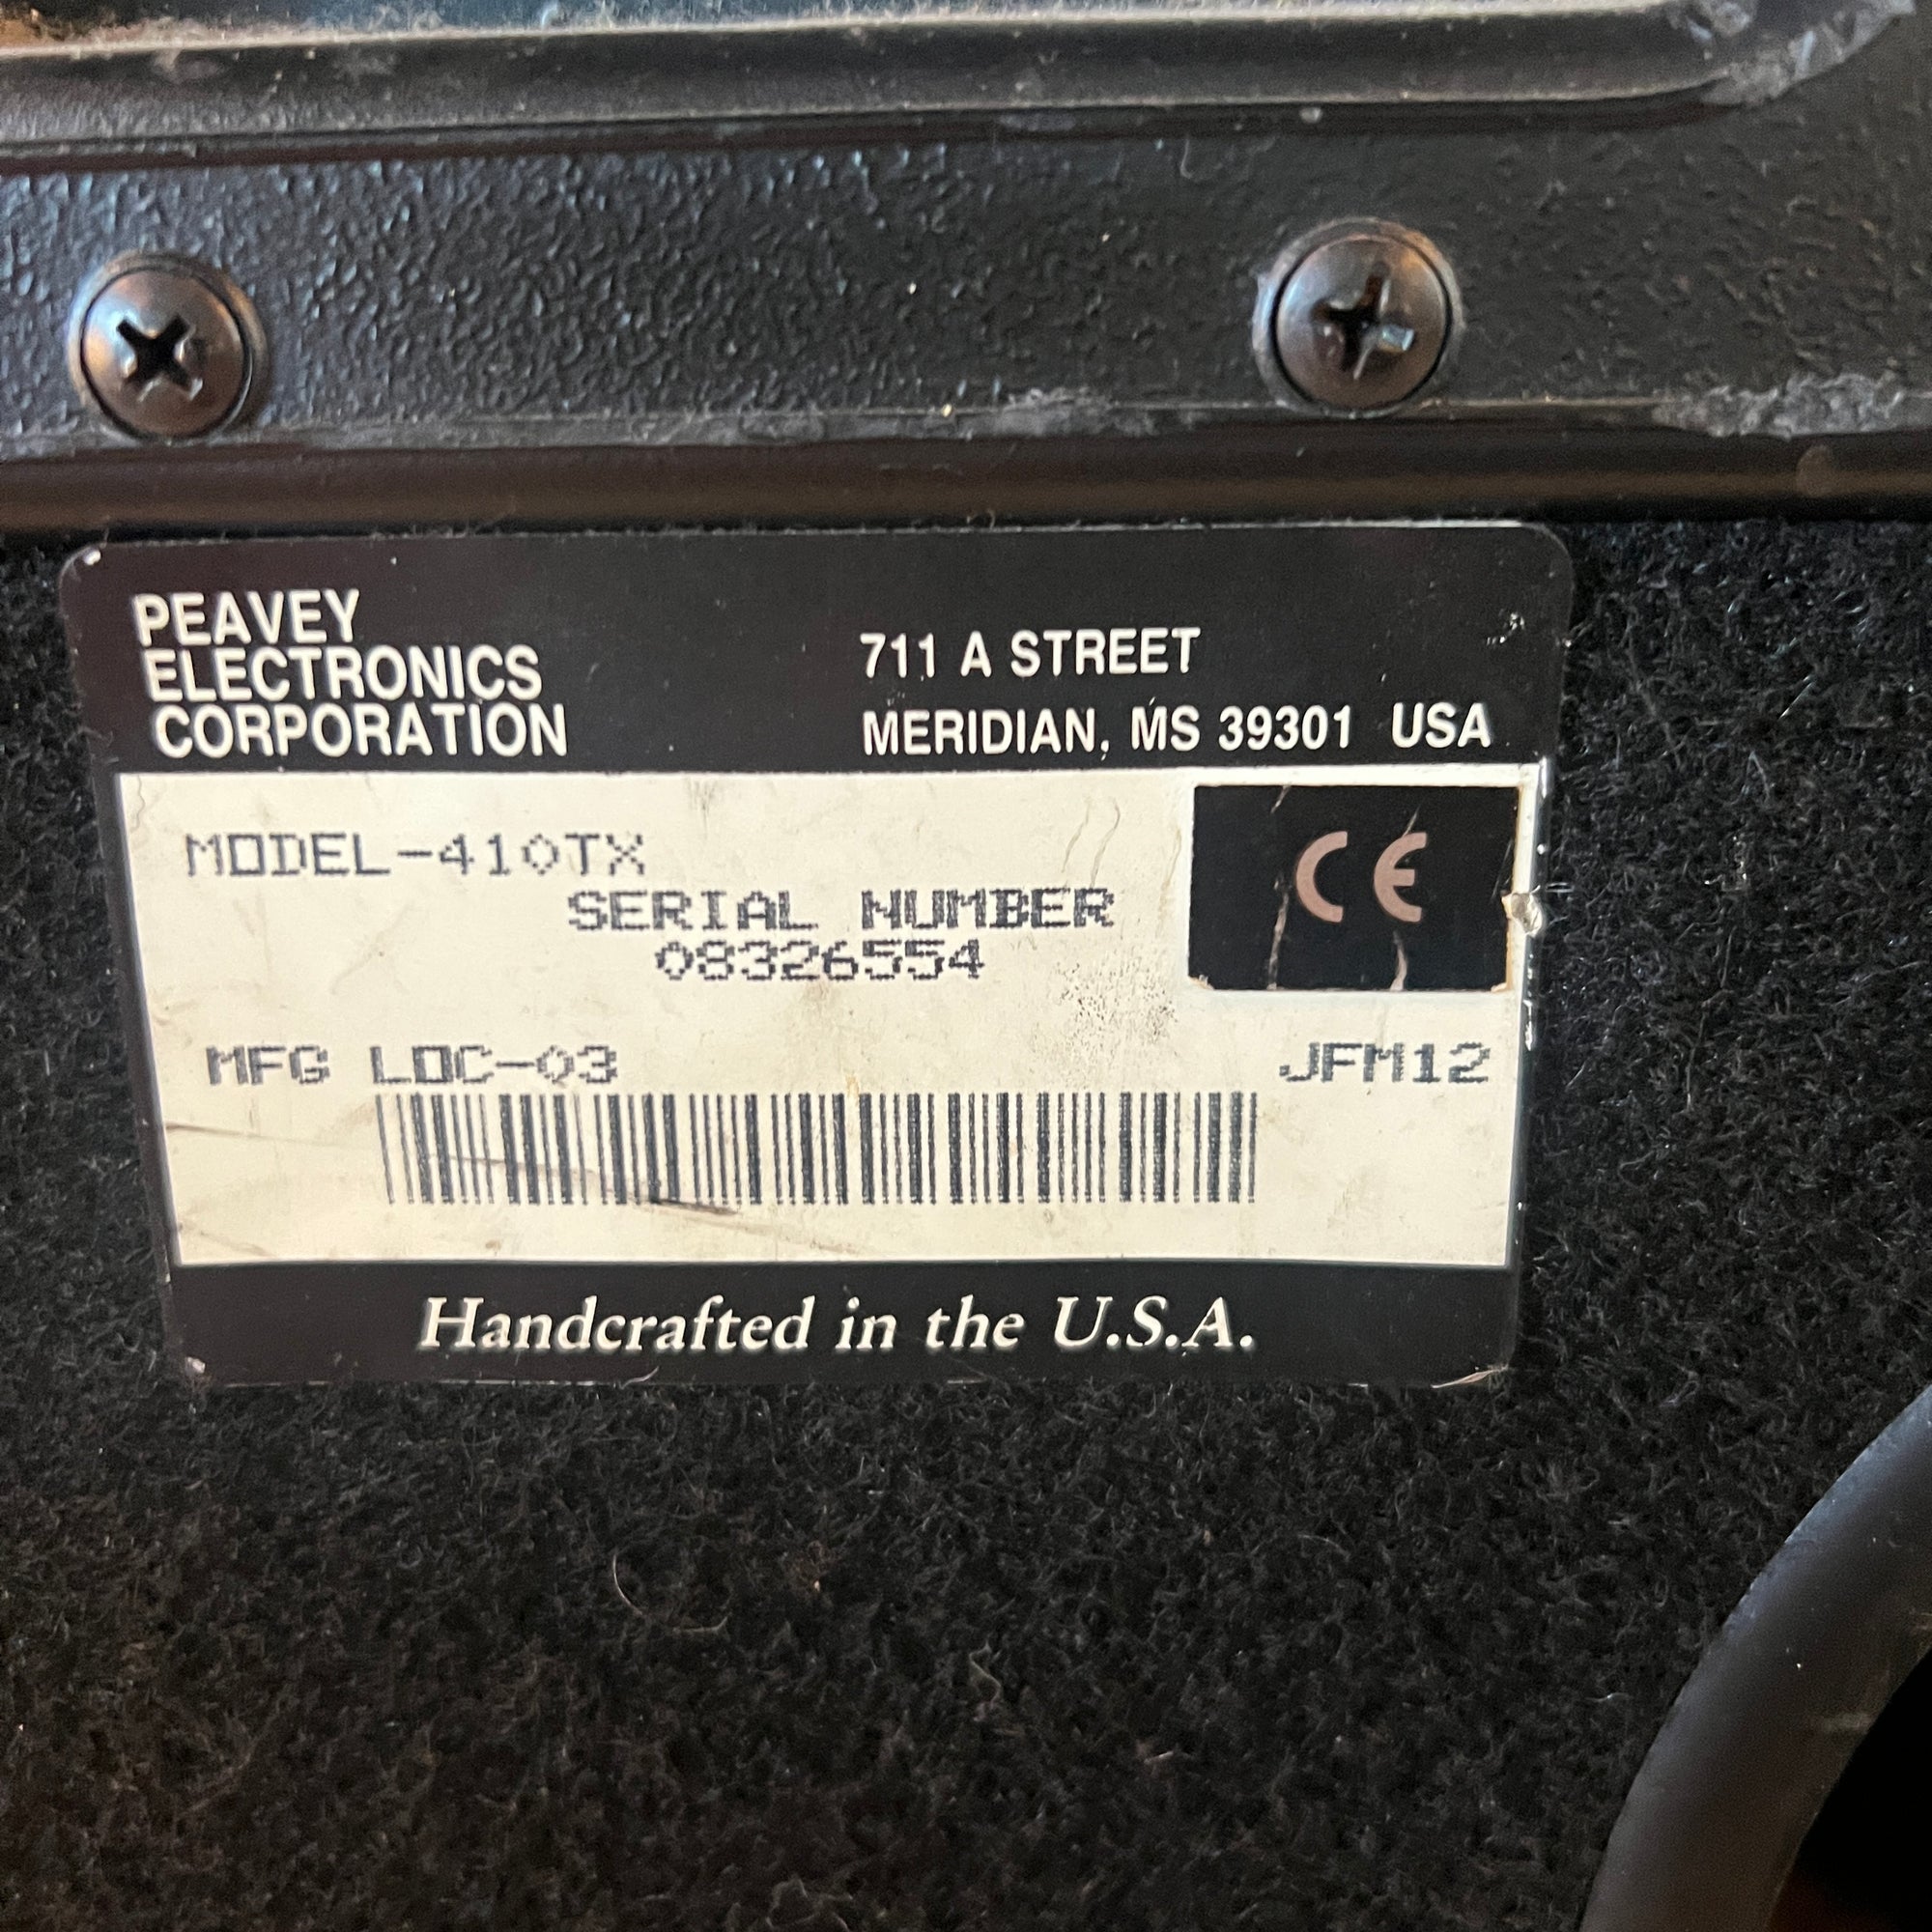 PEAVEY
ELECTRONICS
CORPORATION
711 A STREET
MERIDIAN, MS 39301 USA
MODEL-410TX
CE
SERIAL NUMBER
08326554
MFG LOC-03
JFM12
Handcrafted in the U.S.A.